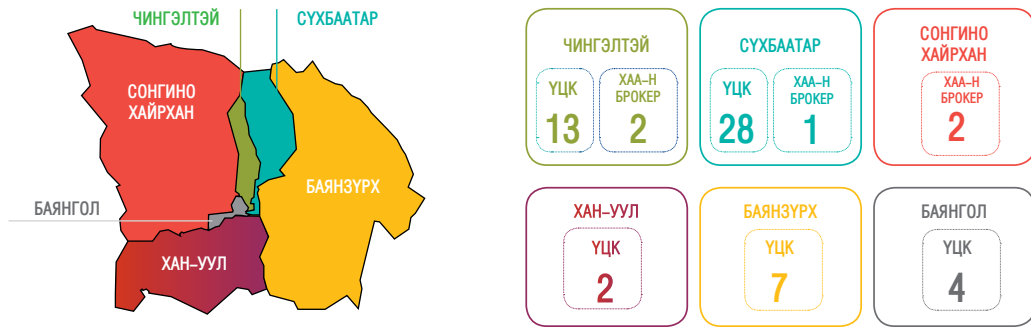 ЧИНГЭЛТЭЙ
СҮХБААТАР
СОНГИНО
ХАЙРХАН
БАЯНЗҮРХ
БАЯНГОЛ
ХАН–УУЛ
ЧИНГЭЛТЭЙ
ҮЦК
13
ХАА–Н
БРОКЕР
2
СҮХБААТАР
ҮЦК
28
ХАА–Н
БРОКЕР
1
СОНГИНО
ХАЙРХАН
ХАА–Н
БРОКЕР
2
ХАН–УУЛ
ҮЦК
2
БАЯНЗҮРХ
ҮЦК
7
БАЯНГОЛ
ҮЦК
4